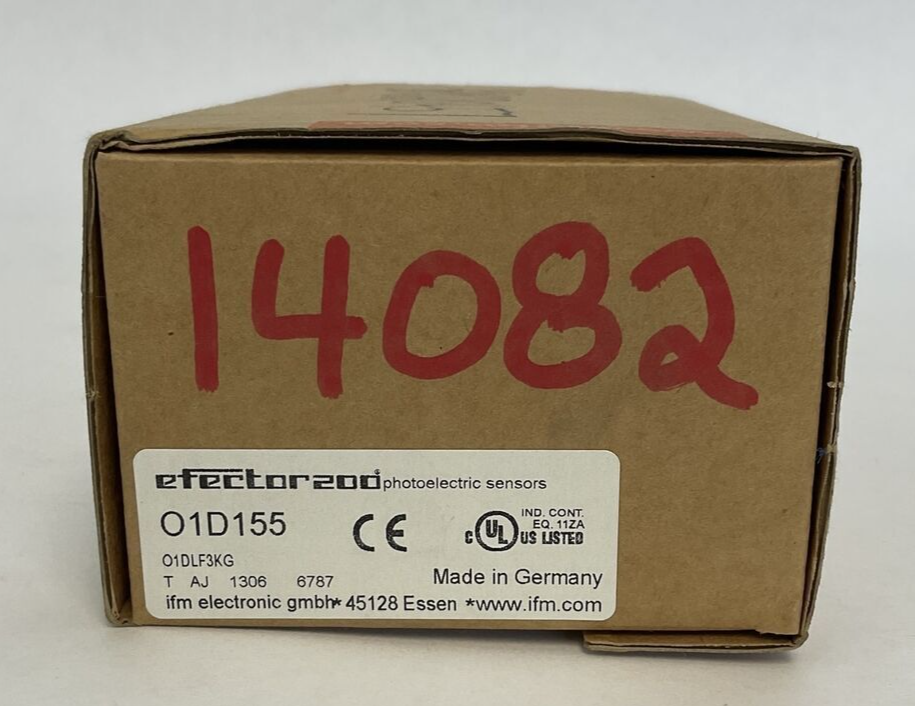 14082
efector200 photoelectric sensors
O1D155
CE
c UL US LISTED
IND. CONT.
EQ. 11ZA
O1DLF3KG
T AJ 1306 6787
Made in Germany
ifm electronic gmbh* 45128 Essen *www.ifm.com